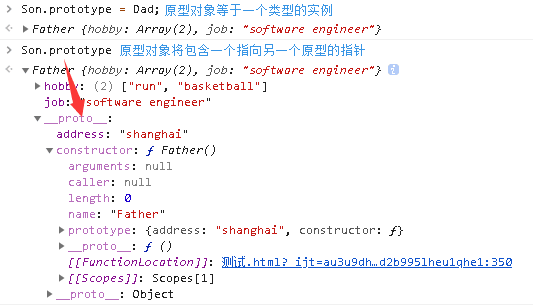 Son.prototype = Dad; 原型对象等于一个类型的实例
Father {hobby: Array(2), job: "software engineer"}
Son.prototype 原型对象将包含一个指向另一个原型的指针
Father {hobby: Array(2), job: "software engineer"} i
hobby: (2) ["run", "basketball"]
job: "software engineer"
__proto__:
address: "shanghai"
constructor: ƒ Father()
arguments: null
caller: null
length: 0
name: "Father"
prototype: {address: "shanghai", constructor: ƒ}
__proto__: ƒ ()
[[FunctionLocation]]: 测试.html?_ijt=au3u9dh…d2b995lheu1qhe1:350
[[Scopes]]: Scopes[1]
__proto__: Object